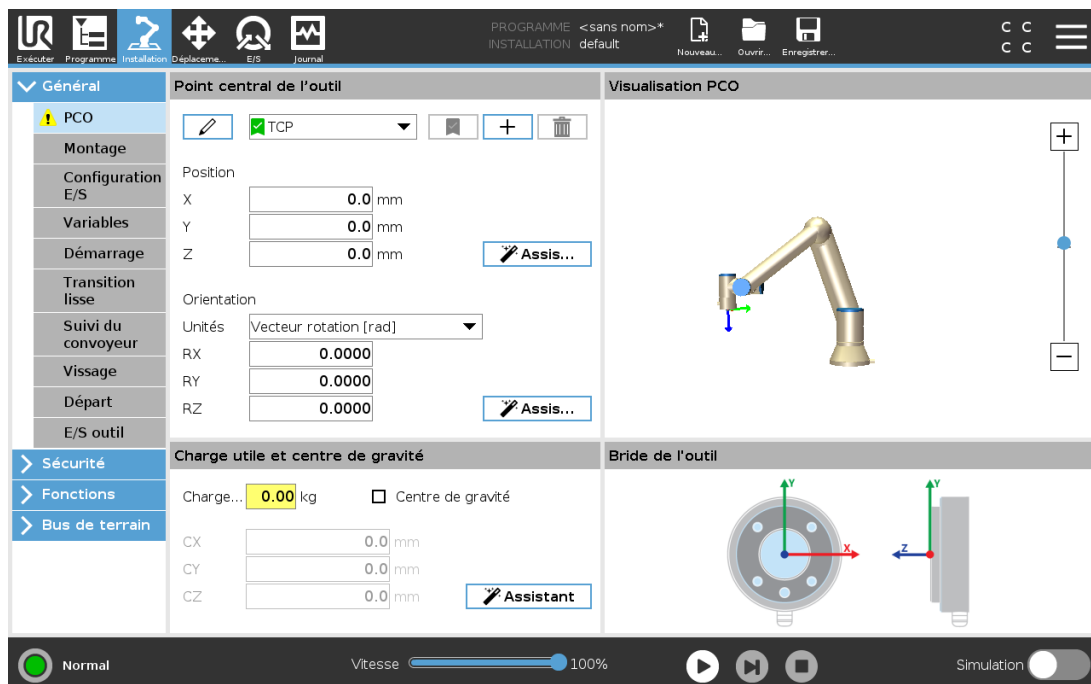 PROGRAMME <sans nom>*
INSTALLATION default
C C
C C
UR
Exécuter
Programme
Installation
Déplaceme...
E/S
Journal
Nouveau...
Ouvrir...
Enregistrer...
Général
PCO
Montage
Configuration
E/S
Variables
Démarrage
Transition
lisse
Suivi du
convoyeur
Vissage
Départ
E/S outil
Sécurité
Fonctions
Bus de terrain
Point central de l'outil
TCP
Position
X 0.0 mm
Y 0.0 mm
Z 0.0 mm
Assis...
Orientation
Unités Vecteur rotation [rad]
RX 0.0000
RY 0.0000
RZ 0.0000
Assis...
Charge utile et centre de gravité
Charge... 0.00 kg Centre de gravité
CX 0.0 mm
CY 0.0 mm
CZ 0.0 mm
Assistant
Visualisation PCO
Bride de l'outil
Y
X
Y
Z
Normal
Vitesse 100%
Simulation